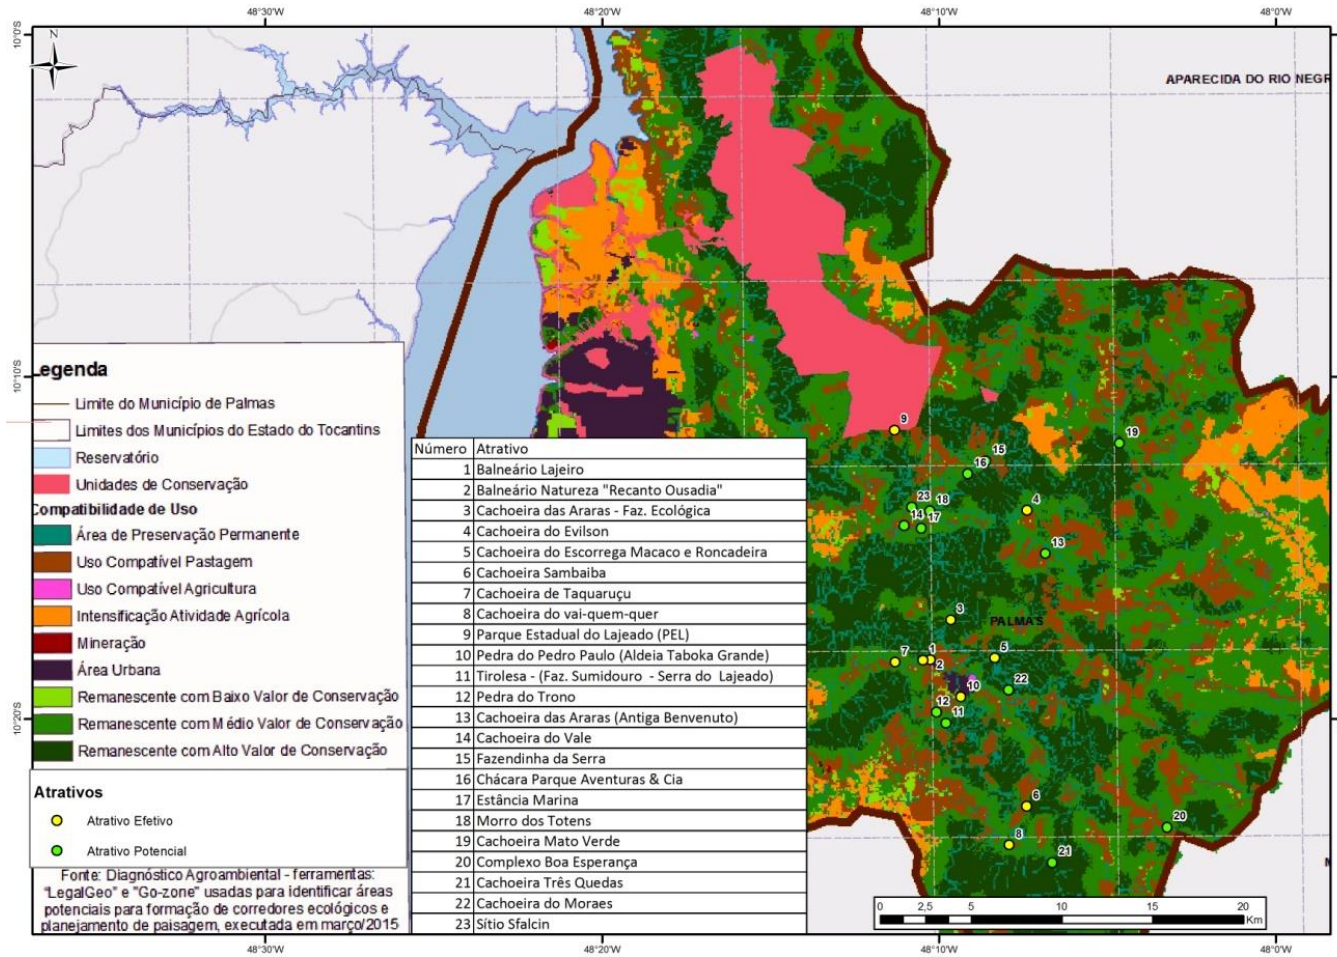 48°30'W
48°20'W
48°10'W
48°0'W
10°0'S
N
APARECIDA DO RIO NEGR
10°10'S
egenda
Limite do Município de Palmas
Limites dos Municípios do Estado do Tocantins
Reservatório
Unidades de Conservação
Compatibilidade de Uso
Área de Preservação Permanente
Uso Compatível Pastagem
Uso Compatível Agricultura
Intensificação Atividade Agrícola
Mineração
Área Urbana
Remanescente com Baixo Valor de Conservação
Remanescente com Médio Valor de Conservação
Remanescente com Alto Valor de Conservação
10°20'S
Atrativos
Atrativo Efetivo
Atrativo Potencial
Fonte: Diagnóstico Agroambiental - ferramentas:
"LegalGeo" e "Go-zone" usadas para identificar áreas
potenciais para formação de corredores ecológicos e
planejamento de paisagem, executada em março/2015
Número Atrativo
1 Balneário Lajeiro
2 Balneário Natureza "Recanto Ousadia"
3 Cachoeira das Araras - Faz. Ecológica
4 Cachoeira do Evilson
5 Cachoeira do Escorrega Macaco e Roncadeira
6 Cachoeira Sambaiba
7 Cachoeira de Taquaruçu
8 Cachoeira do vai-quem-quer
9 Parque Estadual do Lajeado (PEL)
10 Pedra do Pedro Paulo (Aldeia Taboka Grande)
11 Tirolesa - (Faz. Sumidouro - Serra do Lajeado)
12 Pedra do Trono
13 Cachoeira das Araras (Antiga Benvenuto)
14 Cachoeira do Vale
15 Fazendinha da Serra
16 Chácara Parque Aventuras & Cia
17 Estância Marina
18 Morro dos Totens
19 Cachoeira Mato Verde
20 Complexo Boa Esperança
21 Cachoeira Três Quedas
22 Cachoeira do Moraes
23 Sítio Sfalcin
9
19
15
16
23
18
4
14
17
13
3
PALMAS
7
1
2
5
22
10
12
11
6
20
8
21
0 2,5 5 10 15 20
Km
48°30'W
48°20'W
48°10'W
48°0'W